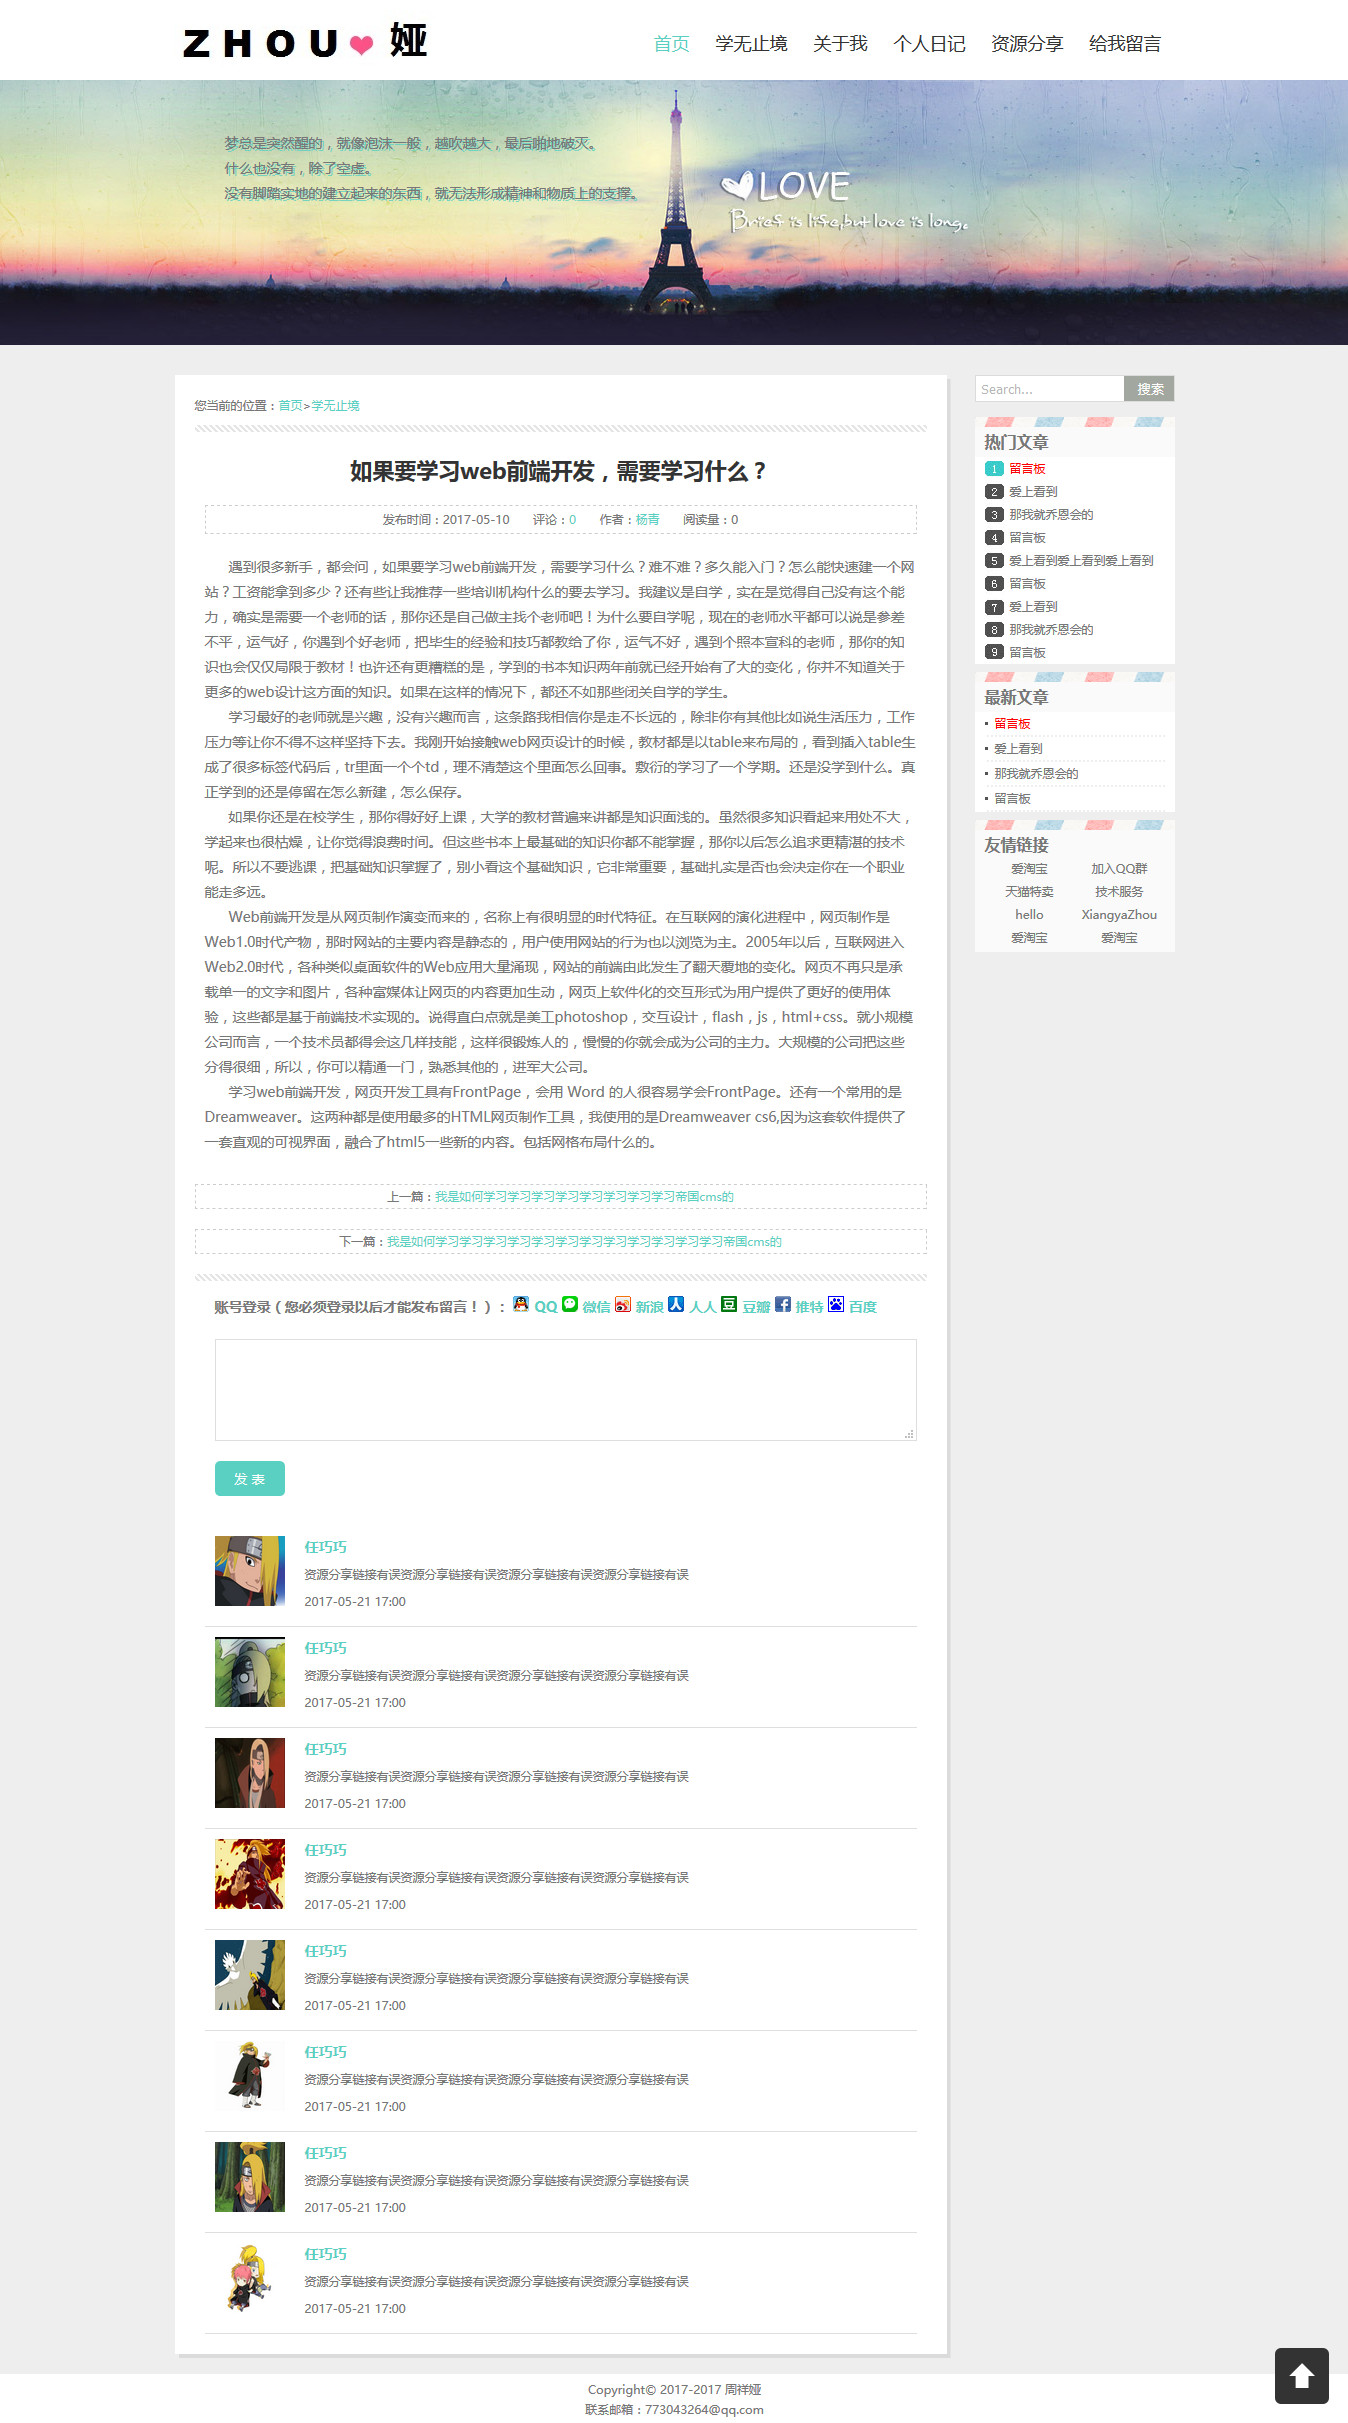 ZHOU❤娅
首页 学无止境 关于我 个人日记 资源分享 给我留言
梦总是突然醒的，就像泡沫一般，越吹越大，最后啪地破灭。
什么也没有，除了空虚。
没有脚踏实地的建立起来的东西，就无法形成精神和物质上的支撑。
LOVE
Brief is life,but love is long。
您当前的位置：首页>学无止境
如果要学习web前端开发，需要学习什么？
发布时间：2017-05-10 评论：0 作者：杨青 阅读量：0
遇到很多新手，都会问，如果要学习web前端开发，需要学习什么？难不难？多久能入门？怎么能快速建一个网
站？工资能拿到多少？还有些让我推荐一些培训机构什么的要去学习。我建议是自学，实在是觉得自己没有这个能
力，确实是需要一个老师的话，那你还是自己做主找个老师吧！为什么要自学呢，现在的老师水平都可以说是参差
不平，运气好，你遇到个好老师，把毕生的经验和技巧都教给了你，运气不好，遇到个照本宣科的老师，那你的知
识也会仅仅局限于教材！也许还有更糟糕的是，学到的书本知识两年前就已经开始有了大的变化，你并不知道关于
更多的web设计这方面的知识。如果在这样的情况下，都还不如那些闭关自学的学生。
学习最好的老师就是兴趣，没有兴趣而言，这条路我相信你是走不长远的，除非你有其他比如说生活压力，工作
压力等让你不得不这样坚持下去。我刚开始接触web网页设计的时候，教材都是以table来布局的，看到插入table生
成了很多标签代码后，tr里面一个个td，理不清楚这个里面怎么回事。敷衍的学习了一个学期。还是没学到什么。真
正学到的还是停留在怎么新建，怎么保存。
如果你还是在校学生，那你得好好上课，大学的教材普遍来讲都是知识面浅的。虽然很多知识看起来用处不大，
学起来也很枯燥，让你觉得浪费时间。但这些书本上最基础的知识你都不能掌握，那你以后怎么追求更精湛的技术
呢。所以不要逃课，把基础知识掌握了，别小看这个基础知识，它非常重要，基础扎实是否也会决定你在一个职业
能走多远。
Web前端开发是从网页制作演变而来的，名称上有很明显的时代特征。在互联网的演化进程中，网页制作是
Web1.0时代产物，那时网站的主要内容是静态的，用户使用网站的行为也以浏览为主。2005年以后，互联网进入
Web2.0时代，各种类似桌面软件的Web应用大量涌现，网站的前端由此发生了翻天覆地的变化。网页不再只是承
载单一的文字和图片，各种富媒体让网页的内容更加生动，网页上软件化的交互形式为用户提供了更好的使用体
验，这些都是基于前端技术实现的。说得直白点就是美工photoshop，交互设计，flash，js，html+css。就小规模
公司而言，一个技术员都得会这几样技能，这样很锻炼人的，慢慢的你就会成为公司的主力。大规模的公司把这些
分得很细，所以，你可以精通一门，熟悉其他的，进军大公司。
学习web前端开发，网页开发工具有FrontPage，会用 Word 的人很容易学会FrontPage。还有一个常用的是
Dreamweaver。这两种都是使用最多的HTML网页制作工具，我使用的是Dreamweaver cs6,因为这套软件提供了
一套直观的可视界面，融合了html5一些新的内容。包括网格布局什么的。
上一篇：我是如何学习学习学习学习学习学习学习学习帝国cms的
下一篇：我是如何学习学习学习学习学习学习学习学习学习学习学习学习帝国cms的
账号登录（您必须登录以后才能发布留言！）： QQ 微信 新浪 人人 豆瓣 推特 百度
发 表
任巧巧
资源分享链接有误资源分享链接有误资源分享链接有误资源分享链接有误
2017-05-21 17:00
任巧巧
资源分享链接有误资源分享链接有误资源分享链接有误资源分享链接有误
2017-05-21 17:00
任巧巧
资源分享链接有误资源分享链接有误资源分享链接有误资源分享链接有误
2017-05-21 17:00
任巧巧
资源分享链接有误资源分享链接有误资源分享链接有误资源分享链接有误
2017-05-21 17:00
任巧巧
资源分享链接有误资源分享链接有误资源分享链接有误资源分享链接有误
2017-05-21 17:00
任巧巧
资源分享链接有误资源分享链接有误资源分享链接有误资源分享链接有误
2017-05-21 17:00
任巧巧
资源分享链接有误资源分享链接有误资源分享链接有误资源分享链接有误
2017-05-21 17:00
任巧巧
资源分享链接有误资源分享链接有误资源分享链接有误资源分享链接有误
2017-05-21 17:00
Search... 搜索
热门文章
1 留言板
2 爱上看到
3 那我就乔恩会的
4 留言板
5 爱上看到爱上看到爱上看到
6 留言板
7 爱上看到
8 那我就乔恩会的
9 留言板
最新文章
留言板
爱上看到
那我就乔恩会的
留言板
友情链接
爱淘宝 加入QQ群
天猫特卖 技术服务
hello XiangyaZhou
爱淘宝 爱淘宝
Copyright© 2017-2017 周祥娅
联系邮箱：773043264@qq.com